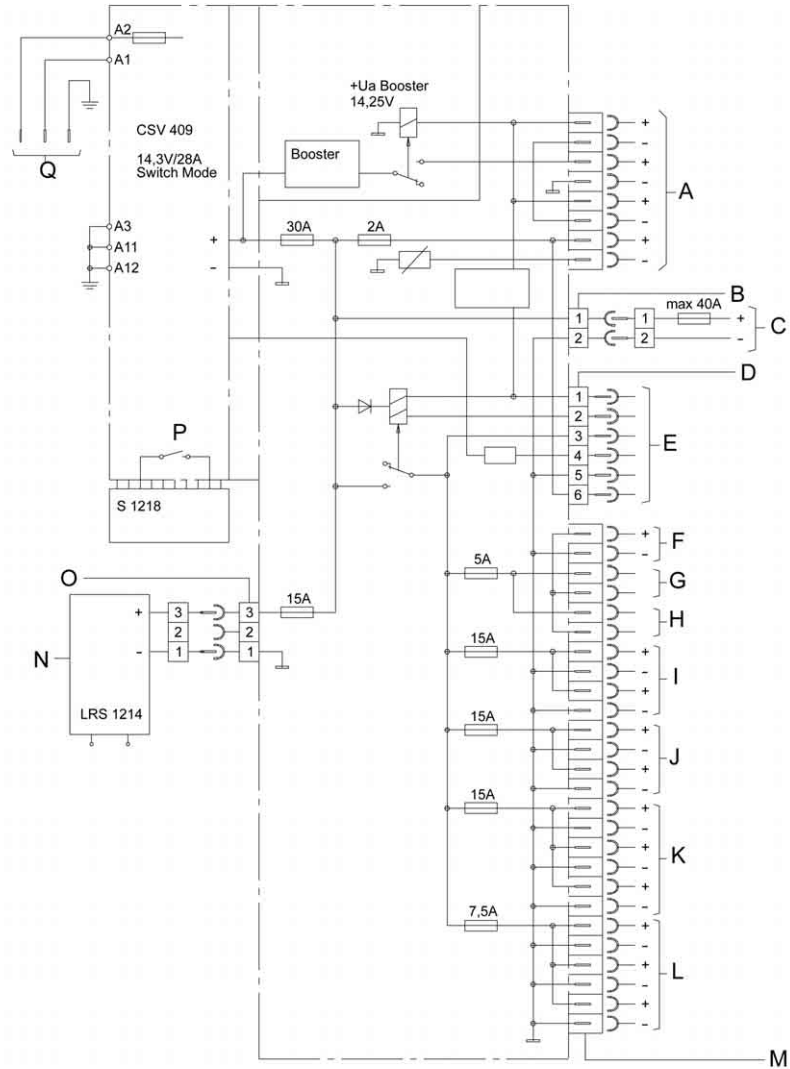 A2
A1
Q
CSV 409
14,3V/28A
Switch Mode
+Ua Booster
14,25V
Booster
+
-
+
-
+
-
+
-
A
A3
A11
A12
+
-
30A
2A
B
1
2
1
2
max 40A
+
-
C
D
1
2
3
4
5
6
E
P
S 1218
O
N
+
-
3
2
1
3
2
1
15A
LRS 1214
5A
+
-
F
G
H
15A
+
-
+
-
I
15A
+
-
+
-
J
15A
+
-
+
-
+
-
K
7,5A
+
-
+
-
+
-
L
M